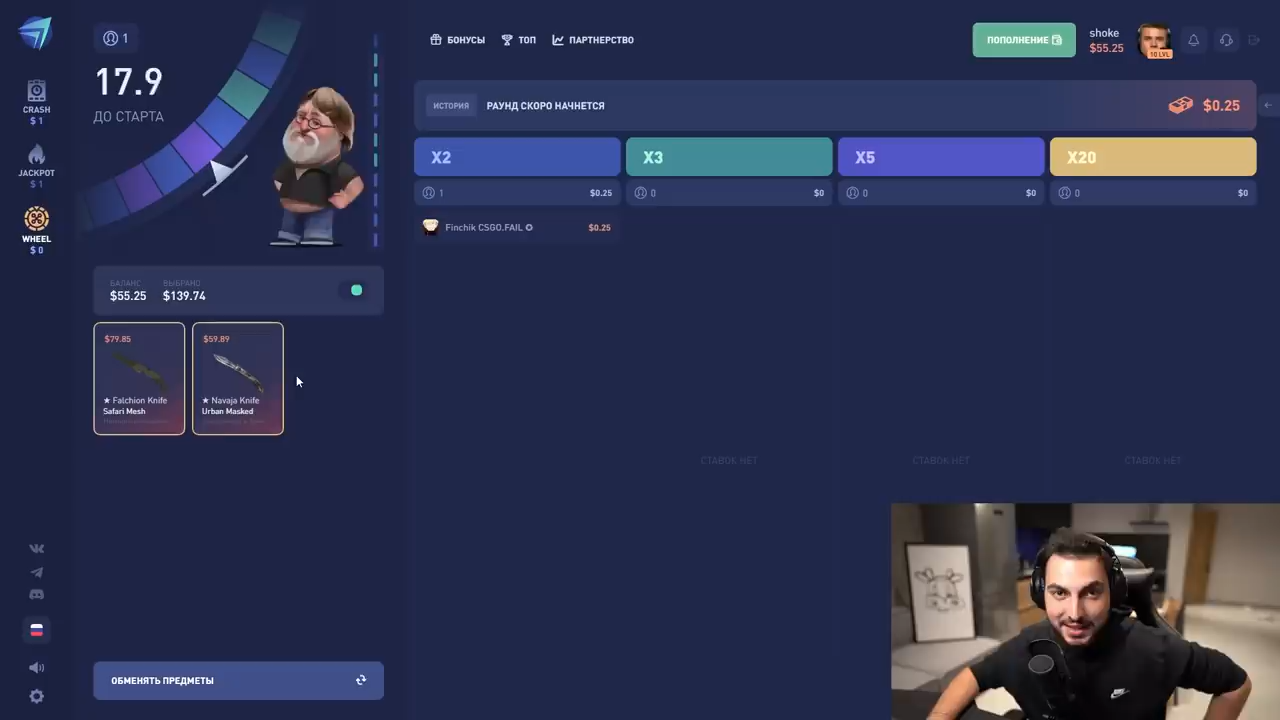 1
17.9
ДО СТАРТА
CRASH
$ 1
JACKPOT
$ 1
WHEEL
$ 0
БОНУСЫ
ТОП
ПАРТНЕРСТВО
ПОПОЛНЕНИЕ
shoke
$55.25
10 LVL
ИСТОРИЯ
РАУНД СКОРО НАЧНЕТСЯ
$0.25
X2
X3
X5
X20
1
$0.25
0
$0
0
$0
0
$0
Finchik CSGO.FAIL
$0.25
СТАВОК НЕТ
СТАВОК НЕТ
СТАВОК НЕТ
БАЛАНС
ВЫБРАНО
$55.25
$139.74
$79.85
★ Falchion Knife
Safari Mesh
$59.89
★ Navaja Knife
Urban Masked
ОБМЕНЯТЬ ПРЕДМЕТЫ